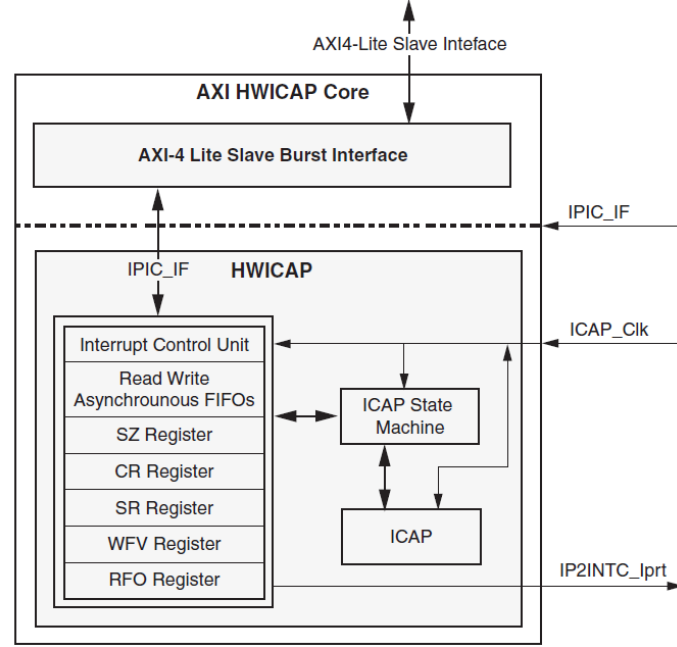 AXI4-Lite Slave Inteface
AXI HWICAP Core
AXI-4 Lite Slave Burst Interface
IPIC_IF
IPIC_IF
HWICAP
ICAP_Clk
Interrupt Control Unit
Read Write
Asynchrounous FIFOs
SZ Register
CR Register
SR Register
WFV Register
RFO Register
ICAP State
Machine
ICAP
IP2INTC_Iprt